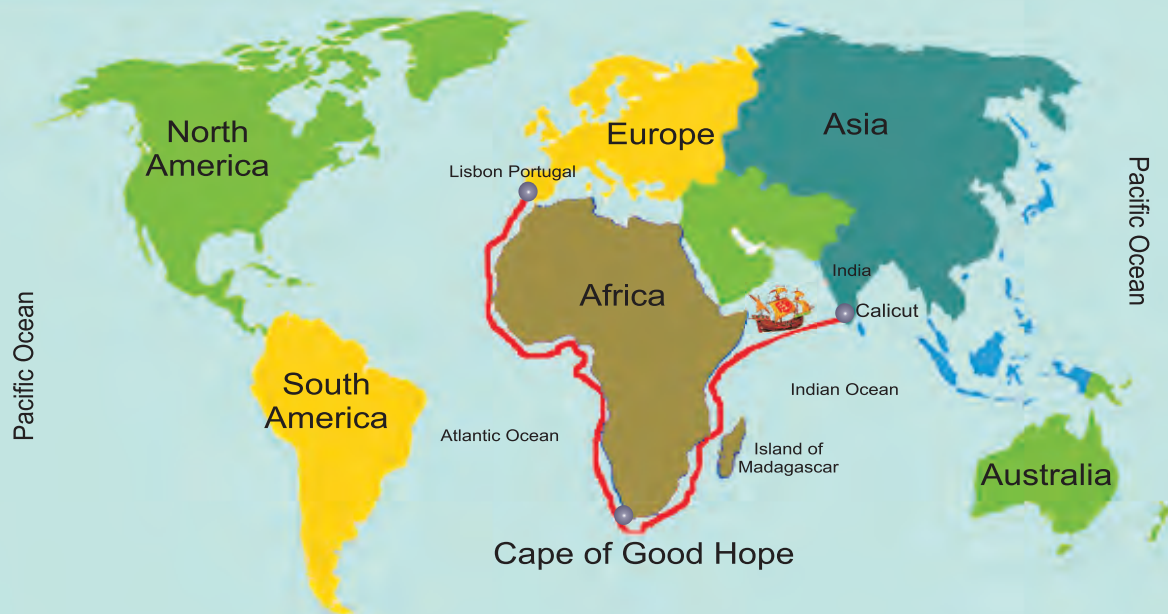 North
America
Europe
Asia
Lisbon Portugal
Pacific Ocean
India
Africa
Calicut
Pacific Ocean
South
America
Indian Ocean
Atlantic Ocean
Island of
Madagascar
Australia
Cape of Good Hope